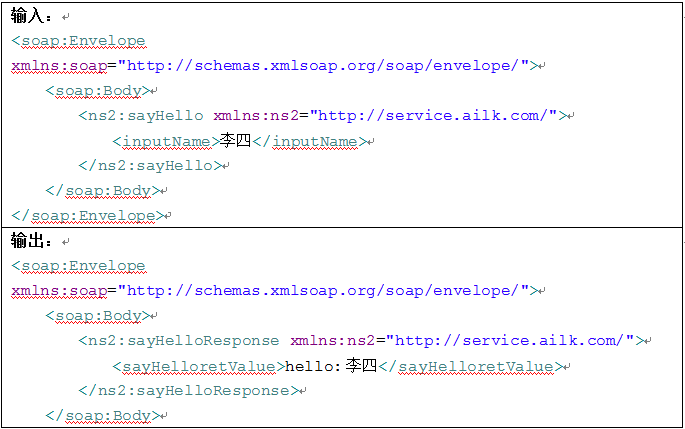 输入：
<soap:Envelope
xmlns:soap="http://schemas.xmlsoap.org/soap/envelope/">
<soap:Body>
<ns2:sayHello xmlns:ns2="http://service.ailk.com/">
<inputName>李四</inputName>
</ns2:sayHello>
</soap:Body>
</soap:Envelope>
输出：
<soap:Envelope
xmlns:soap="http://schemas.xmlsoap.org/soap/envelope/">
<soap:Body>
<ns2:sayHelloResponse xmlns:ns2="http://service.ailk.com/">
<sayHelloretValue>hello:李四</sayHelloretValue>
</ns2:sayHelloResponse>
</soap:Body>